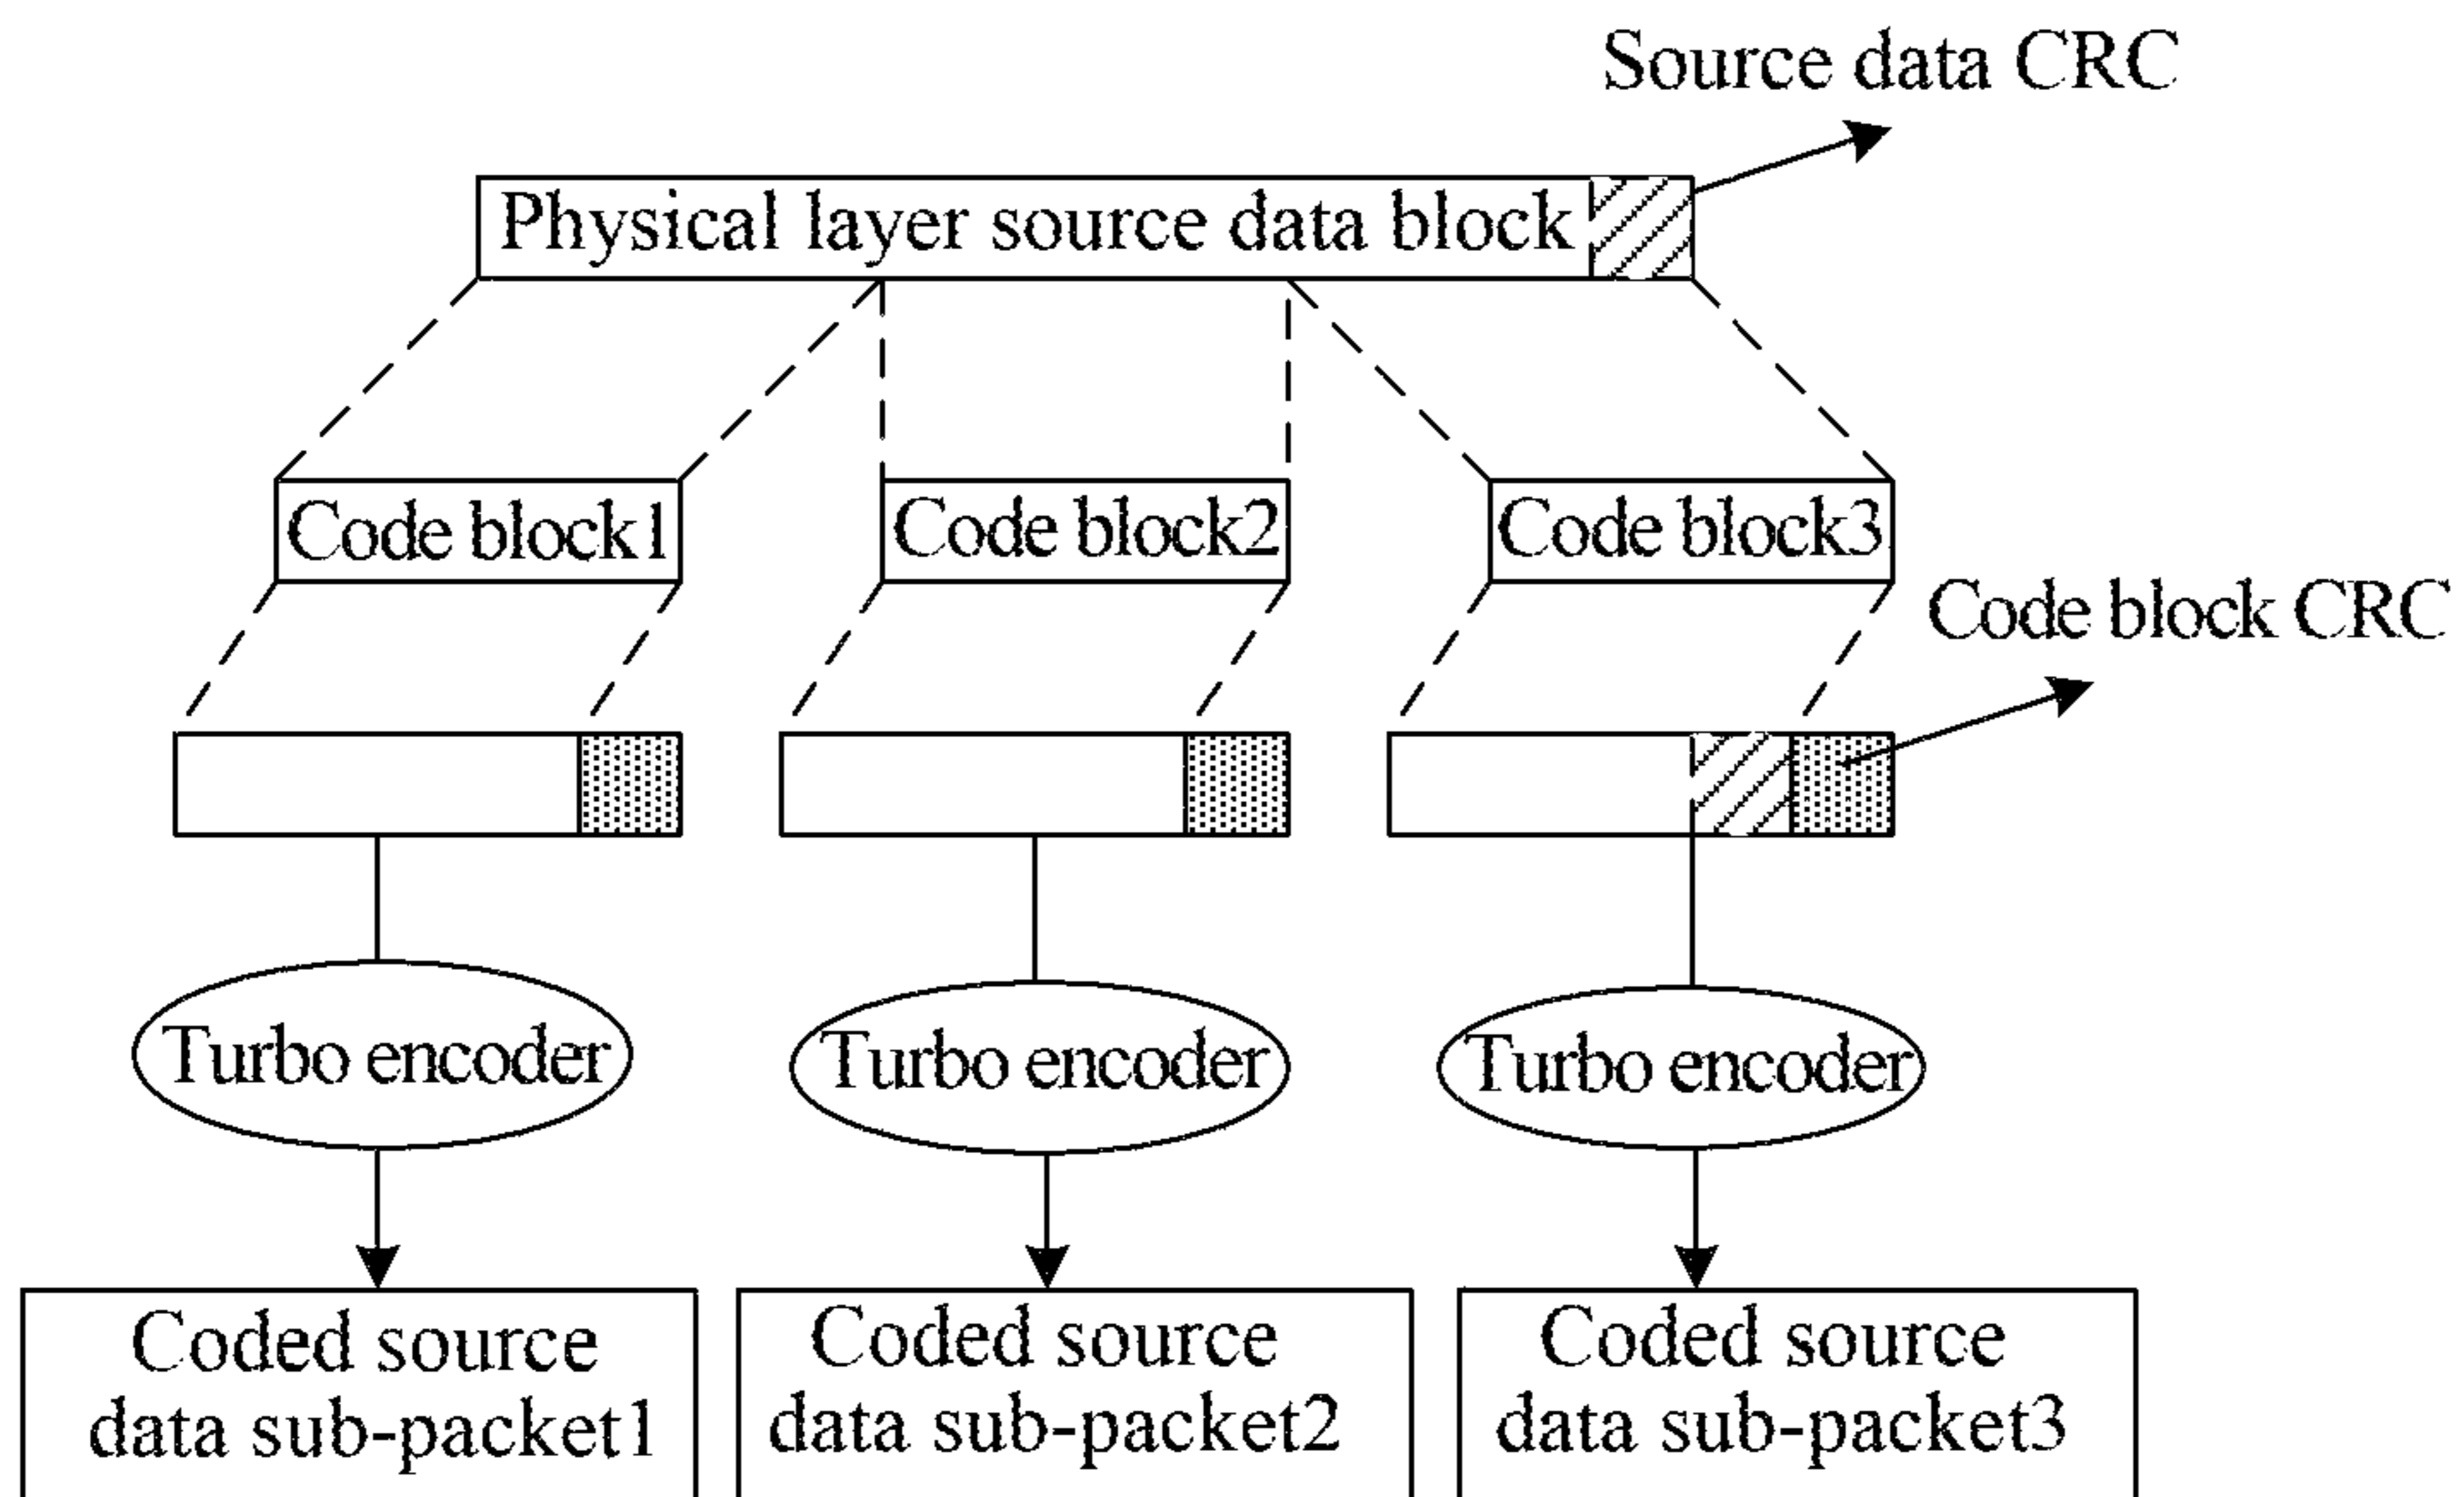 Source data CRC
Physical layer source data block
Code block1
Code block2
Code block3
Code block CRC
Turbo encoder
Turbo encoder
Turbo encoder
Coded source
data sub-packet1
Coded source
data sub-packet2
Coded source
data sub-packet3